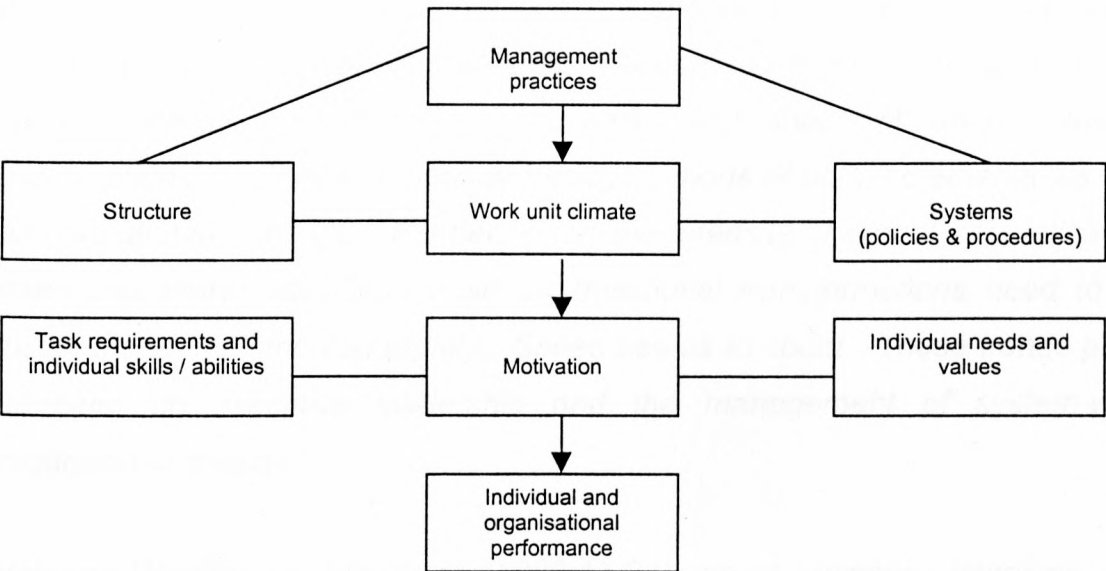 Management
practices
Structure
Work unit climate
Systems
(policies & procedures)
Task requirements and
individual skills / abilities
Motivation
Individual needs and
values
Individual and
organisational
performance